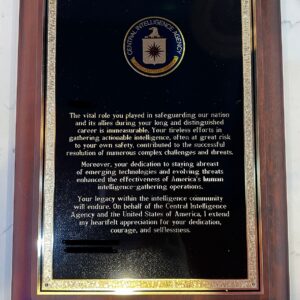 CENTRAL INTELLIGENCE AGENCY
The vital role you played in safeguarding our nation
and its allies during your long and distinguished
career is immeasurable. Your tireless efforts in
gathering actionable intelligence, often at great risk
to your own safety, contributed to the successful
resolution of numerous complex challenges and threats.
Moreover, your dedication to staying abreast
of emerging technologies and evolving threats
enhanced the effectiveness of America's human
intelligence-gathering operations.
Your legacy within the intelligence community
will endure. On behalf of the Central Intelligence
Agency and the United States of America, I extend
my heartfelt appreciation for your dedication,
courage, and selflessness.